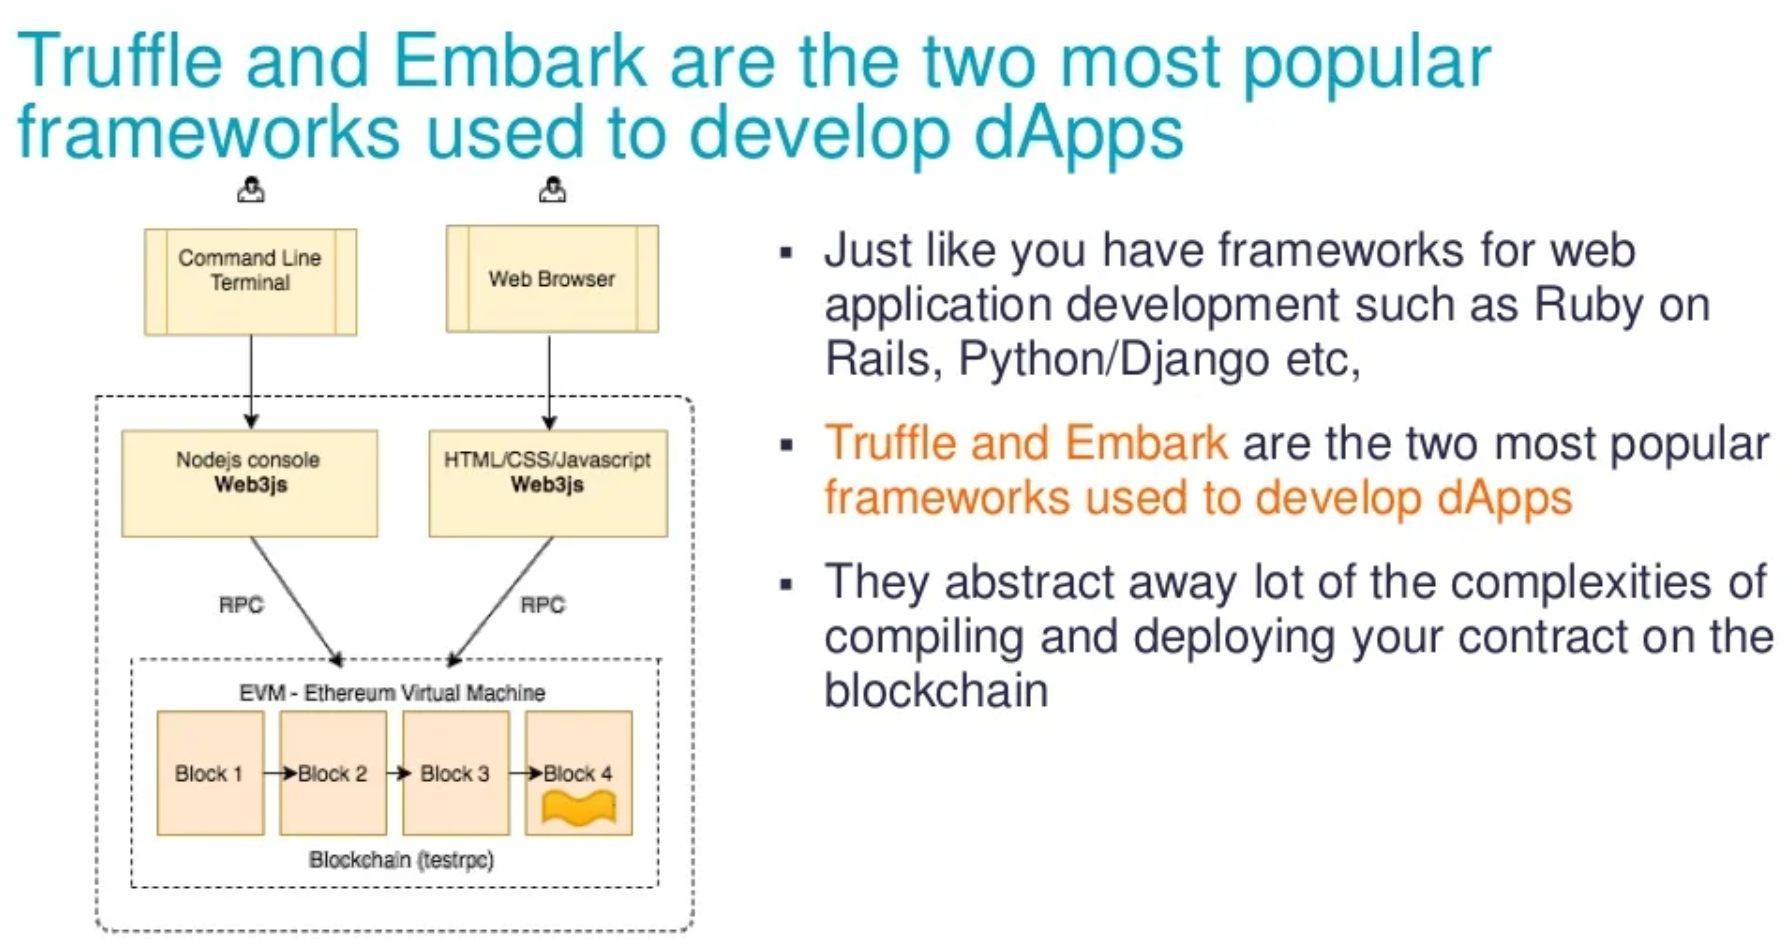 Truffle and Embark are the two most popular
frameworks used to develop dApps
Command Line
Terminal
Web Browser
Nodejs console
Web3js
HTML/CSS/Javascript
Web3js
RPC
RPC
EVM - Ethereum Virtual Machine
Block 1
Block 2
Block 3
Block 4
Blockchain (testrpc)
▪ Just like you have frameworks for web
application development such as Ruby on
Rails, Python/Django etc,
▪ Truffle and Embark are the two most popular
frameworks used to develop dApps
▪ They abstract away lot of the complexities of
compiling and deploying your contract on the
blockchain